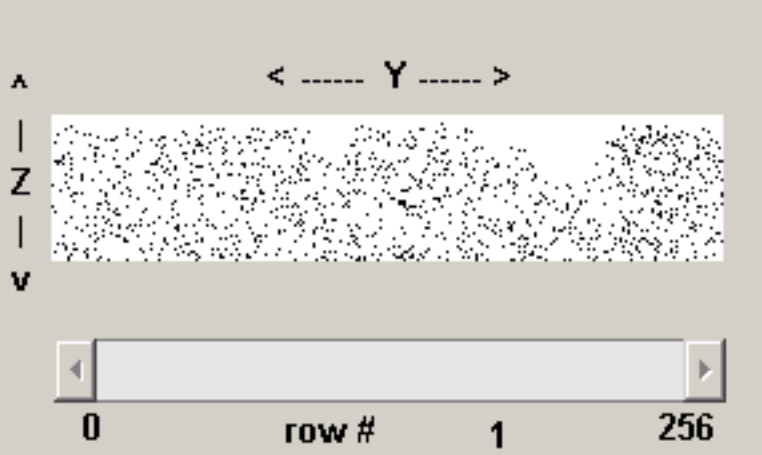 < ------ Y ------ >
^
|
Z
|
v
0 row # 1 256